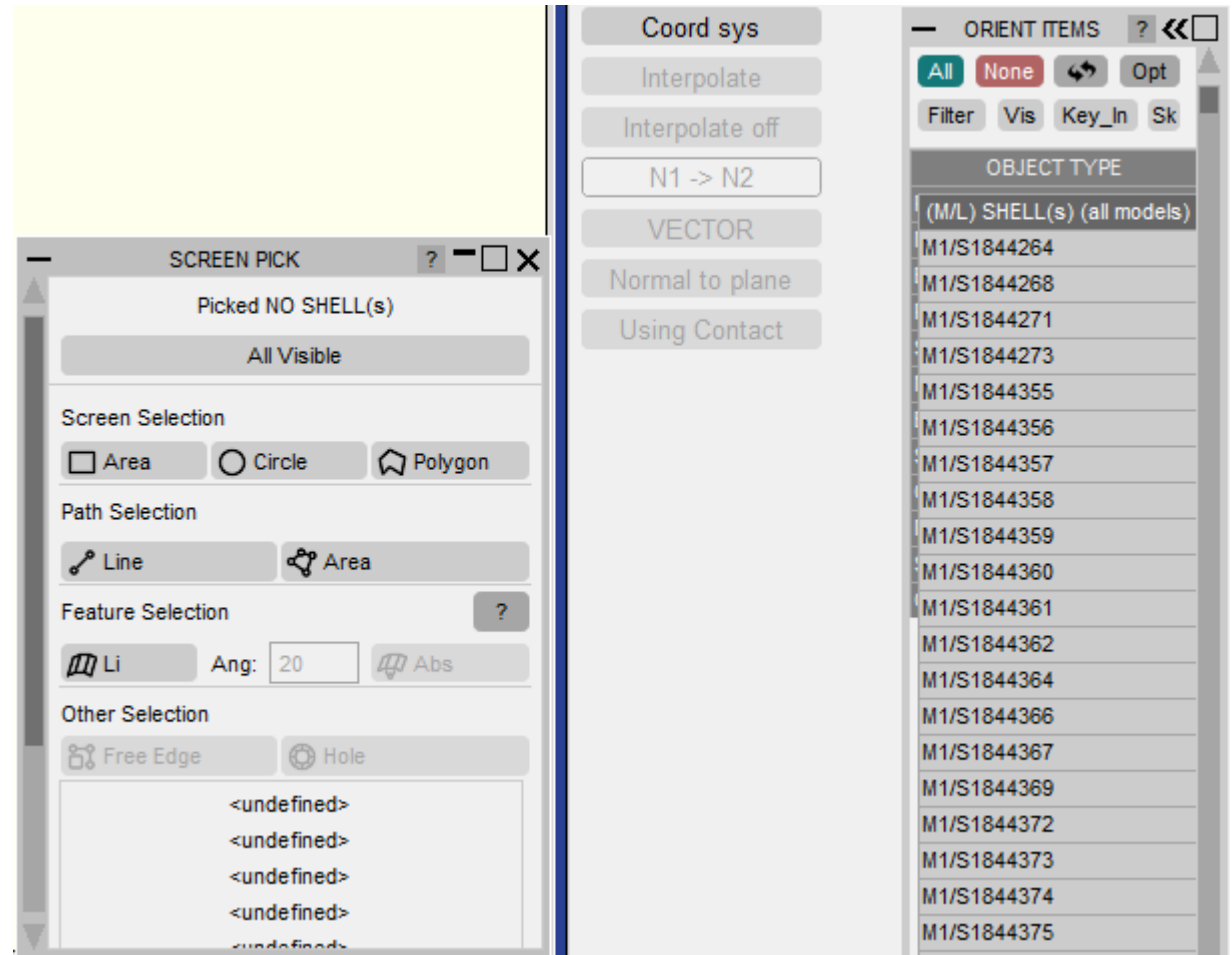 SCREEN PICK ?
Picked NO SHELL(s)
All Visible
Screen Selection
Area Circle Polygon
Path Selection
Line Area
Feature Selection ?
Li Ang: 20 Abs
Other Selection
Free Edge Hole
<undefined>
<undefined>
<undefined>
<undefined>
<undefined>
Coord sys
Interpolate
Interpolate off
N1 -> N2
VECTOR
Normal to plane
Using Contact
ORIENT ITEMS ?
All None Opt
Filter Vis Key_In Sk
OBJECT TYPE
(M/L) SHELL(s) (all models)
M1/S1844264
M1/S1844268
M1/S1844271
M1/S1844273
M1/S1844355
M1/S1844356
M1/S1844357
M1/S1844358
M1/S1844359
M1/S1844360
M1/S1844361
M1/S1844362
M1/S1844364
M1/S1844366
M1/S1844367
M1/S1844369
M1/S1844372
M1/S1844373
M1/S1844374
M1/S1844375